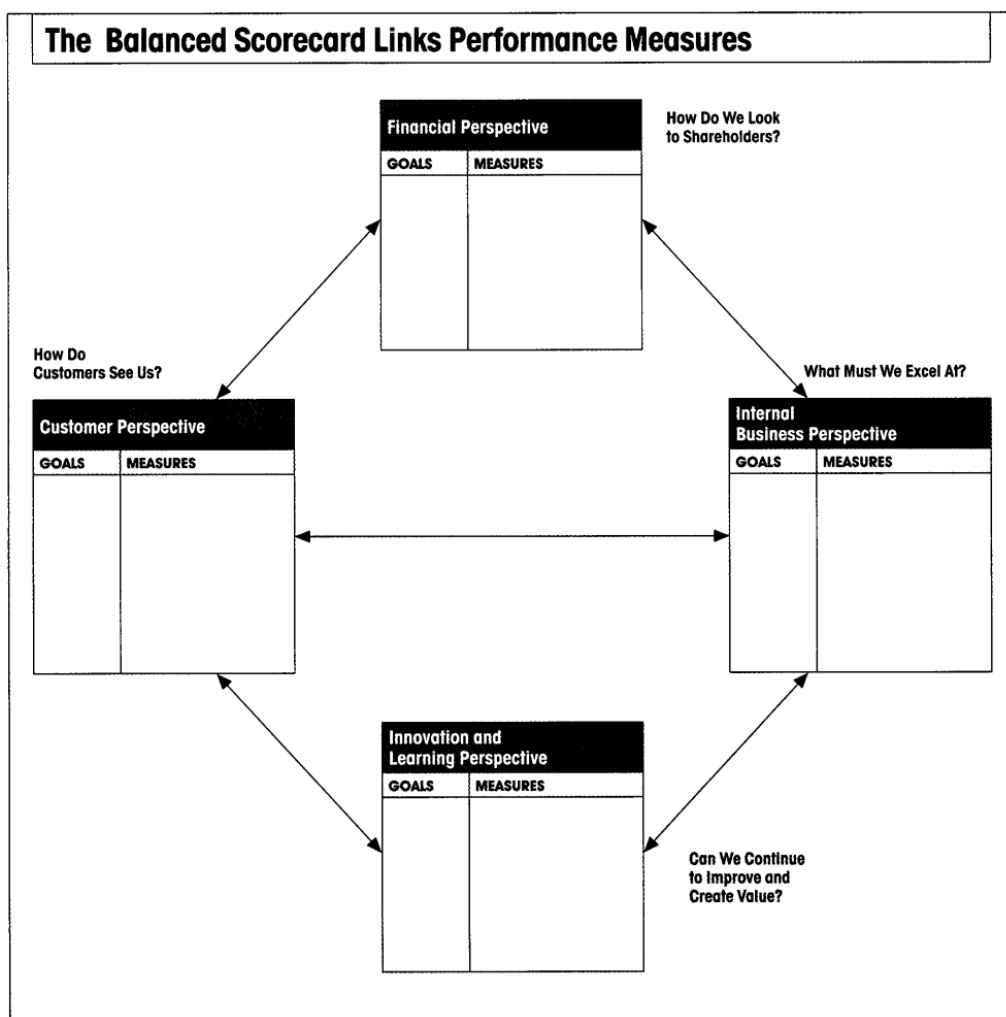 The Balanced Scorecard Links Performance Measures
Financial Perspective
GOALS MEASURES
How Do We Look
to Shareholders?
How Do
Customers See Us?
Customer Perspective
GOALS MEASURES
What Must We Excel At?
Internal
Business Perspective
GOALS MEASURES
Innovation and
Learning Perspective
GOALS MEASURES
Can We Continue
to Improve and
Create Value?